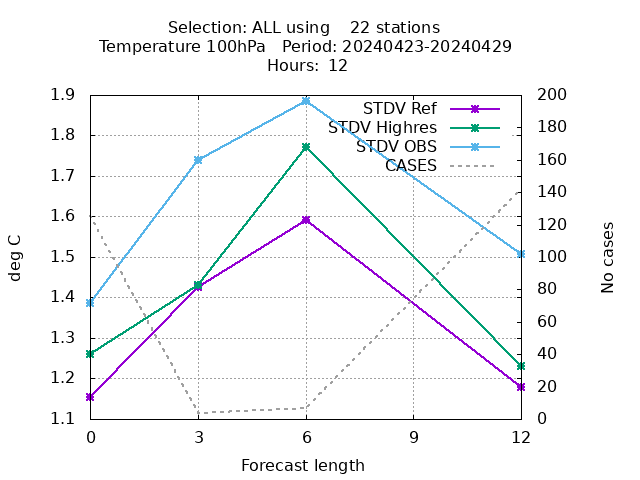 Selection: ALL using    22 stations
Temperature 100hPa   Period: 20240423-20240429
Hours:  12
STDV Ref
STDV Highres
STDV OBS
CASES
1.9
1.8
1.7
1.6
1.5
1.4
1.3
1.2
1.1
deg C
200
180
160
140
120
100
80
60
40
20
0
No cases
0 3 6 9 12
Forecast length